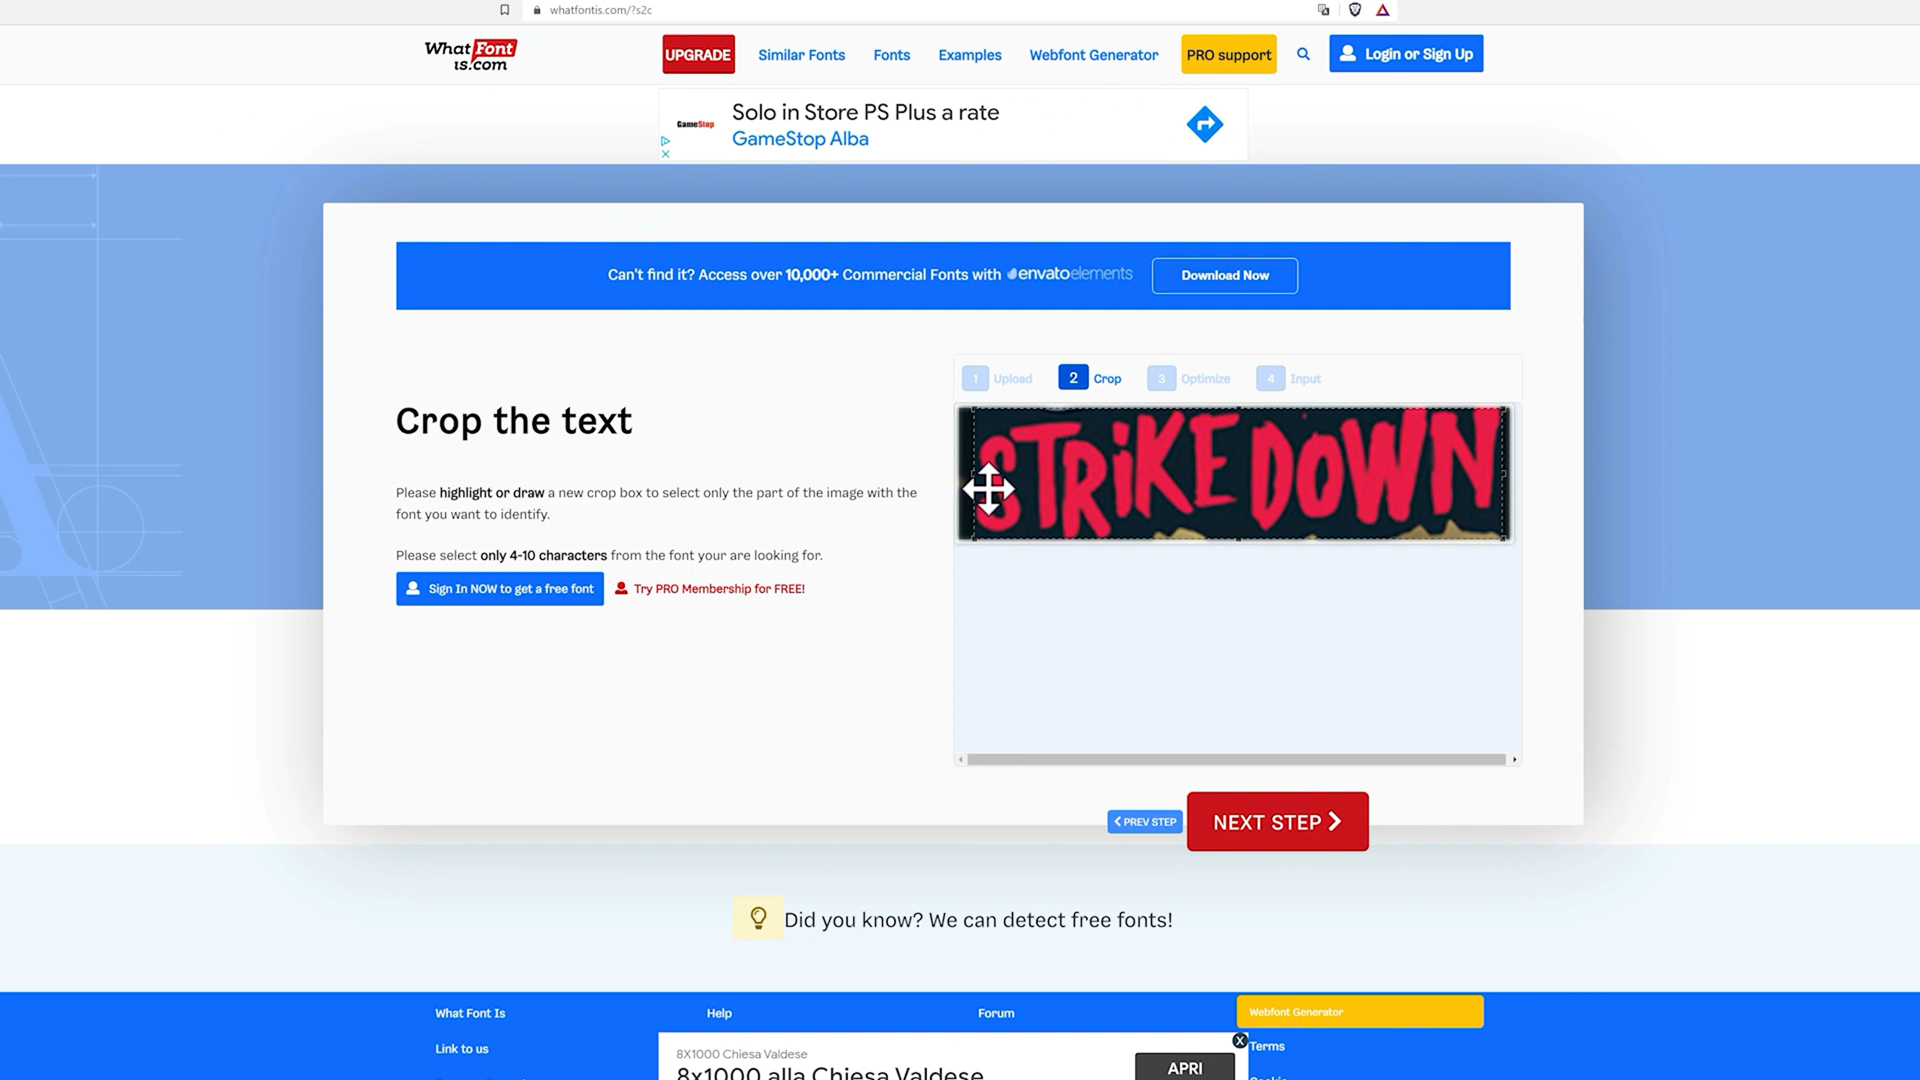 whatfontis.com/?s2c
What Font is.com
UPGRADE
Similar Fonts
Fonts
Examples
Webfont Generator
PRO support
Login or Sign Up
GameStop
Solo in Store PS Plus a rate
GameStop Alba
Can't find it? Access over 10,000+ Commercial Fonts with envatoelements
Download Now
1 Upload
2 Crop
3 Optimize
4 Input
Crop the text
STRiKE DOWN
Please highlight or draw a new crop box to select only the part of the image with the
font you want to identify.
Please select only 4-10 characters from the font your are looking for.
Sign In NOW to get a free font
Try PRO Membership for FREE!
PREV STEP
NEXT STEP
Did you know? We can detect free fonts!
What Font Is
Help
Forum
Webfont Generator
Link to us
Terms
8X1000 Chiesa Valdese
8x1000 alla Chiesa Valdese
APRI
X